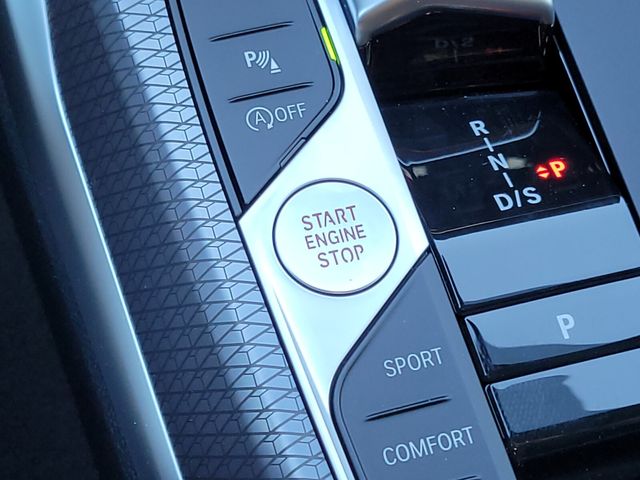 P
A OFF
START
ENGINE
STOP
R
N
D/S
P
P
SPORT
COMFORT